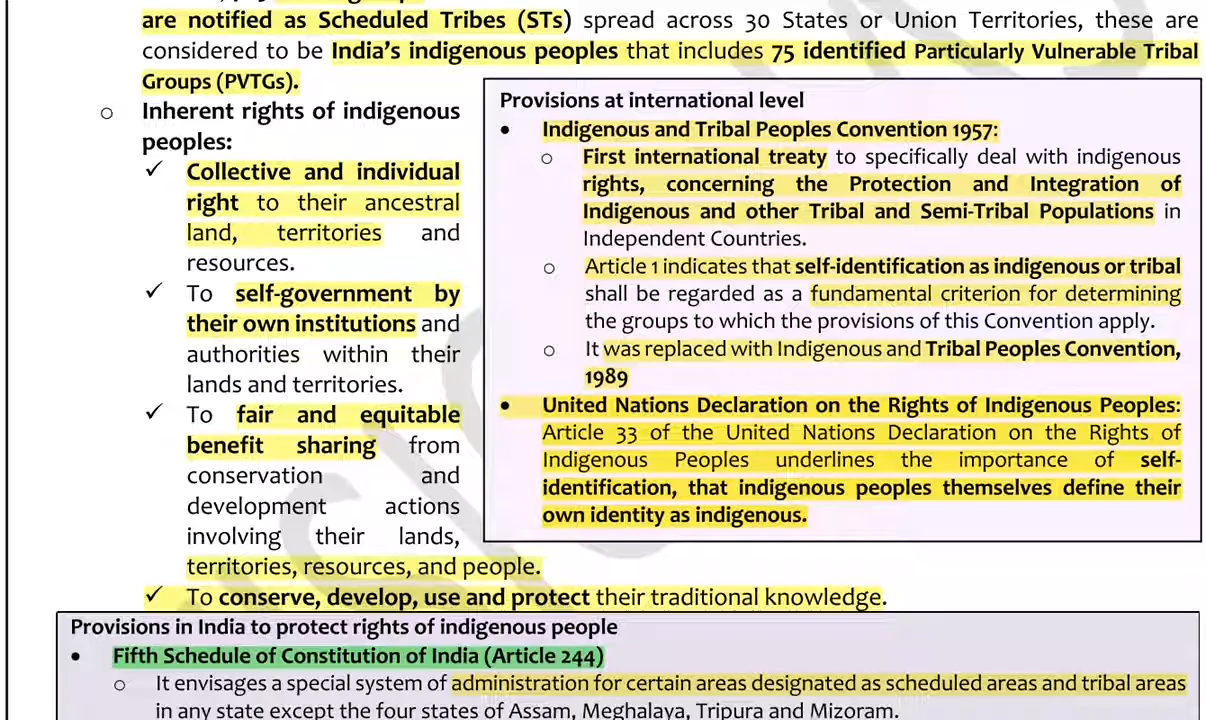 are notified as Scheduled Tribes (STs) spread across 30 States or Union Territories, these are
considered to be India's indigenous peoples that includes 75 identified Particularly Vulnerable Tribal
Groups (PVTGs).
o Inherent rights of indigenous
peoples:
✓ Collective and individual
right to their ancestral
land, territories and
resources.
✓ To self-government by
their own institutions and
authorities within their
lands and territories.
✓ To fair and equitable
benefit sharing from
conservation and
development actions
involving their lands,
territories, resources, and people.
✓ To conserve, develop, use and protect their traditional knowledge.
Provisions at international level
• Indigenous and Tribal Peoples Convention 1957:
o First international treaty to specifically deal with indigenous
rights, concerning the Protection and Integration of
Indigenous and other Tribal and Semi-Tribal Populations in
Independent Countries.
o Article 1 indicates that self-identification as indigenous or tribal
shall be regarded as a fundamental criterion for determining
the groups to which the provisions of this Convention apply.
o It was replaced with Indigenous and Tribal Peoples Convention,
1989
• United Nations Declaration on the Rights of Indigenous Peoples:
Article 33 of the United Nations Declaration on the Rights of
Indigenous Peoples underlines the importance of self-
identification, that indigenous peoples themselves define their
own identity as indigenous.
Provisions in India to protect rights of indigenous people
• Fifth Schedule of Constitution of India (Article 244)
o It envisages a special system of administration for certain areas designated as scheduled areas and tribal areas
in any state except the four states of Assam, Meghalaya, Tripura and Mizoram.